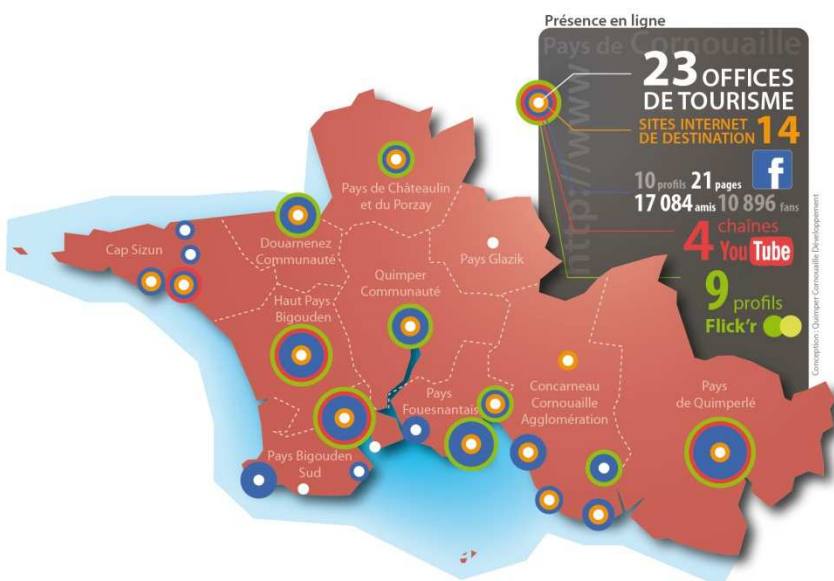 Présence en ligne
Pays de Cornouaille
http://www
23 OFFICES
DE TOURISME
SITES INTERNET
DE DESTINATION 14
f
10 profils 21 pages
17 084 amis 10 896 fans
4 chaînes
YouTube
9 profils
Flick'r
Conception : Quimper Cornouaille Développement
Pays de Châteaulin
et du Porzay
Cap Sizun
Douarnenez
Communauté
Pays Glazik
Quimper
Communauté
Haut Pays
Bigouden
Pays
Fouesnantais
Concarneau
Cornouaille
Agglomération
Pays
de Quimperlé
Pays Bigouden
Sud